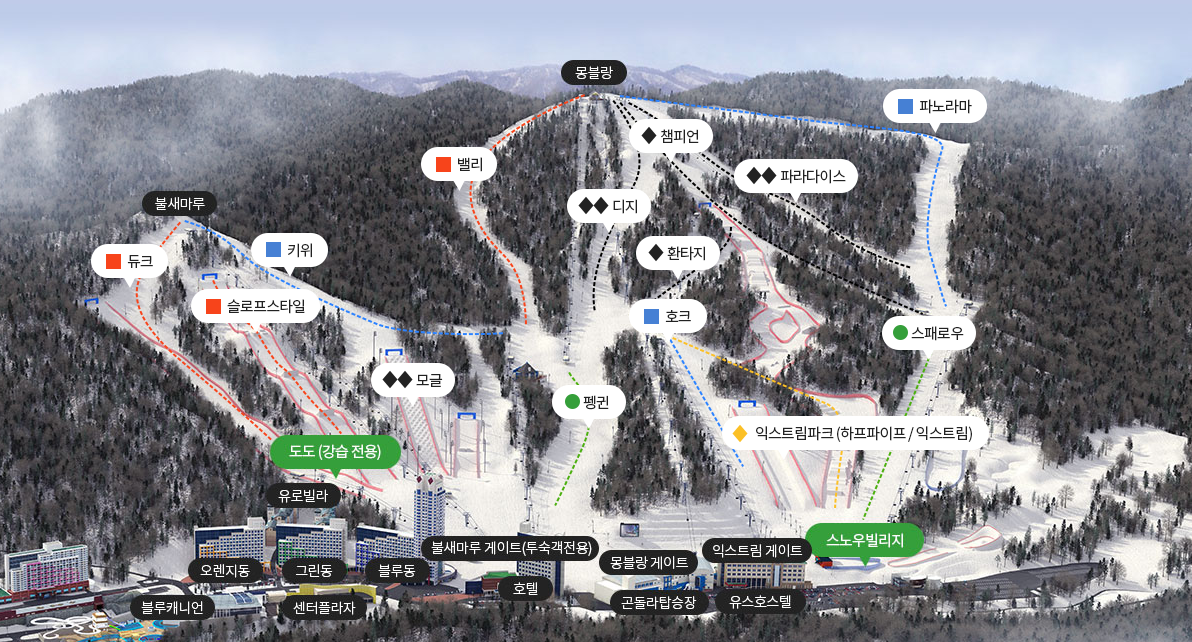 몽블랑
파노라마
챔피언
밸리
파라다이스
디지
불새마루
키위
환타지
듀크
슬로프스타일
호크
스패로우
모글
펭귄
익스트림파크 (하프파이프 / 익스트림)
도도 (강습 전용)
유로빌라
스노우빌리지
불새마루 게이트(투숙객전용)
익스트림 게이트
몽블랑 게이트
오렌지동
그린동
블루동
호텔
블루캐니언
센터플라자
곤돌라탑승장
유스호스텔